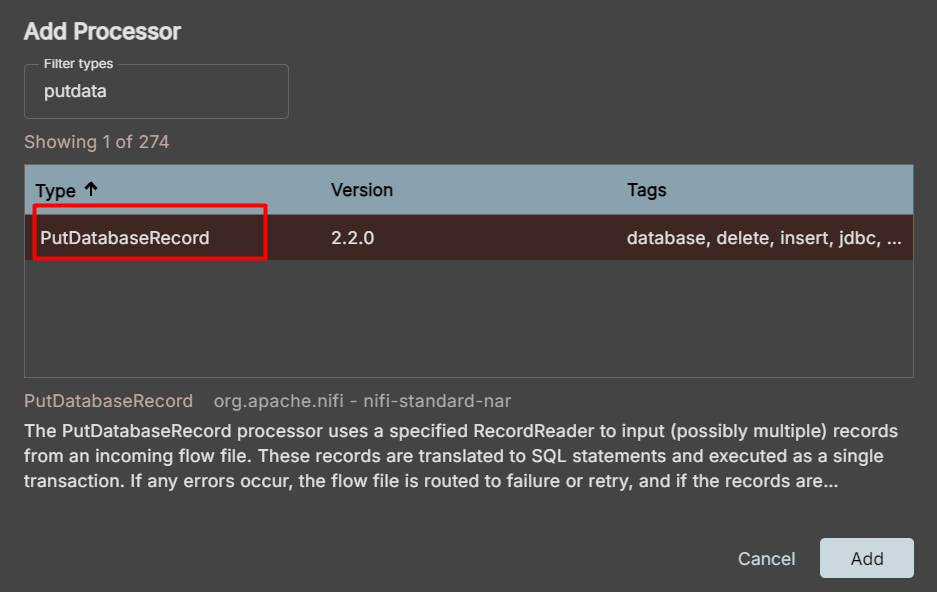 Add Processor
Filter types
putdata
Showing 1 of 274
Type ↑ Version Tags
PutDatabaseRecord 2.2.0 database, delete, insert, jdbc, ...
PutDatabaseRecord org.apache.nifi - nifi-standard-nar
The PutDatabaseRecord processor uses a specified RecordReader to input (possibly multiple) records
from an incoming flow file. These records are translated to SQL statements and executed as a single
transaction. If any errors occur, the flow file is routed to failure or retry, and if the records are...
Cancel Add